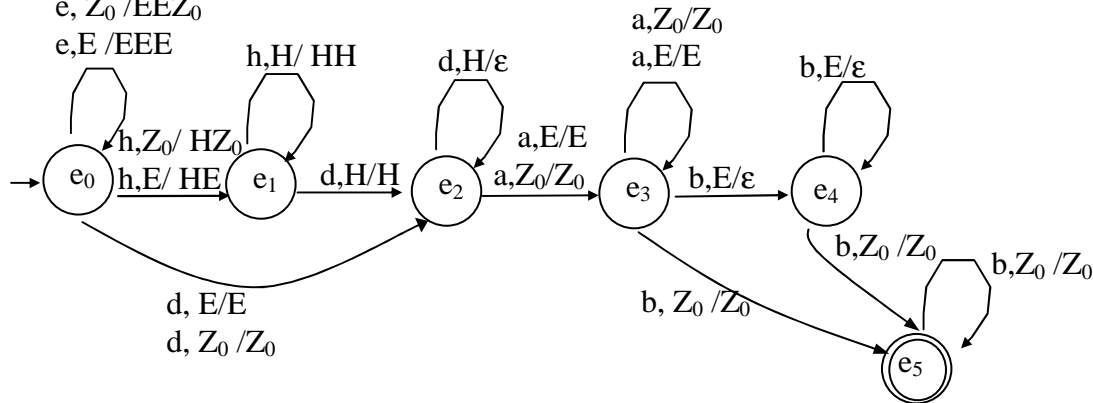 e, Z₀ /EEZ₀
e,E /EEE
h,H/ HH
d,H/ε
a,Z₀/Z₀
a,E/E
b,E/ε
h,Z₀/ HZ₀
h,E/ HE
a,E/E
a,Z₀/Z₀
d,H/H
b,E/ε
e₀
e₁
e₂
e₃
e₄
b,Z₀ /Z₀
b,Z₀ /Z₀
d, E/E
d, Z₀ /Z₀
b, Z₀ /Z₀
e₅